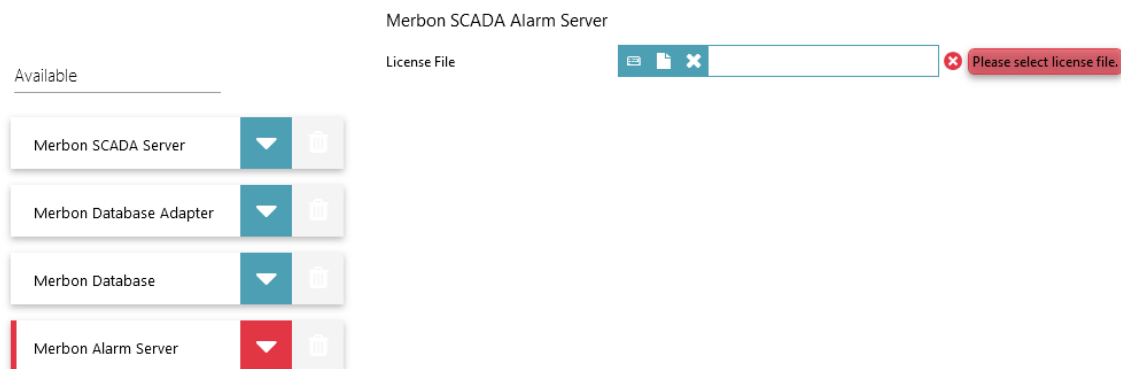 Merbon SCADA Alarm Server
License File
Please select license file.
Available
Merbon SCADA Server
Merbon Database Adapter
Merbon Database
Merbon Alarm Server